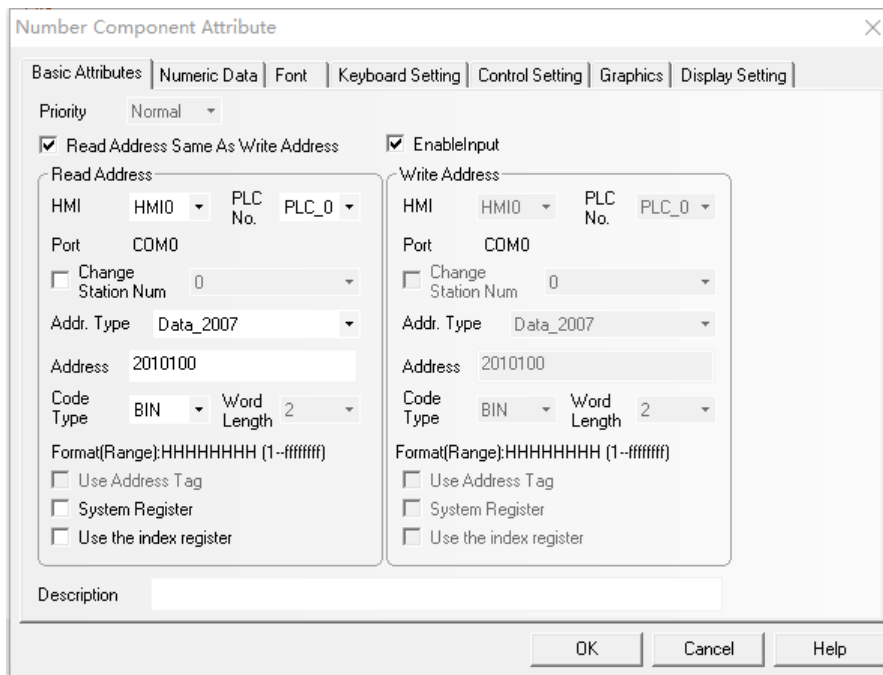 Number Component Attribute
Basic Attributes Numeric Data Font Keyboard Setting Control Setting Graphics Display Setting
Priority Normal
Read Address Same As Write Address EnableInput
Read Address Write Address
HMI HMI0 PLC No. PLC_0 HMI HMI0 PLC No. PLC_0
Port COM0 Port COM0
Change Station Num 0 Change Station Num 0
Addr. Type Data_2007 Addr. Type Data_2007
Address 2010100 Address 2010100
Code Type BIN Word Length 2 Code Type BIN Word Length 2
Format(Range):HHHHHHHH (1--ffffffff) Format(Range):HHHHHHHH (1--ffffffff)
Use Address Tag Use Address Tag
System Register System Register
Use the index register Use the index register
Description
OK Cancel Help